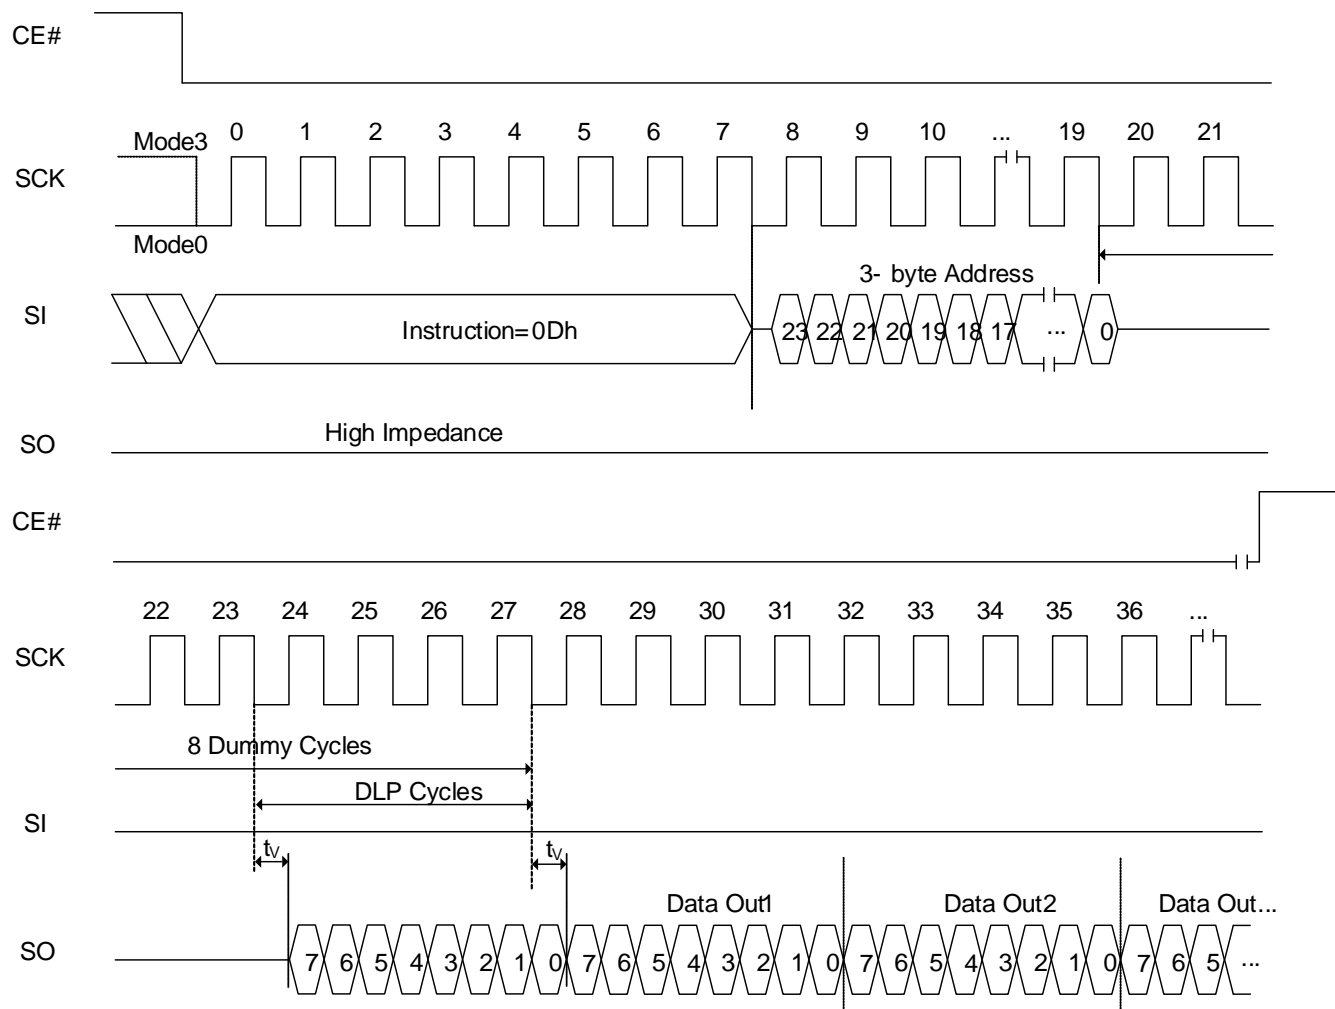 CE#
0 1 2 3 4 5 6 7 8 9 10 ... 19 20 21
Mode3
SCK
Mode0
3- byte Address
SI
Instruction=0Dh
23 22 21 20 19 18 17 ... 0
High Impedance
SO
CE#
22 23 24 25 26 27 28 29 30 31 32 33 34 35 36 ...
SCK
8 Dummy Cycles
DLP Cycles
SI
tV tV
Data Out1 Data Out2 Data Out...
SO
7 6 5 4 3 2 1 0 7 6 5 4 3 2 1 0 7 6 5 4 3 2 1 0 7 6 5 ...